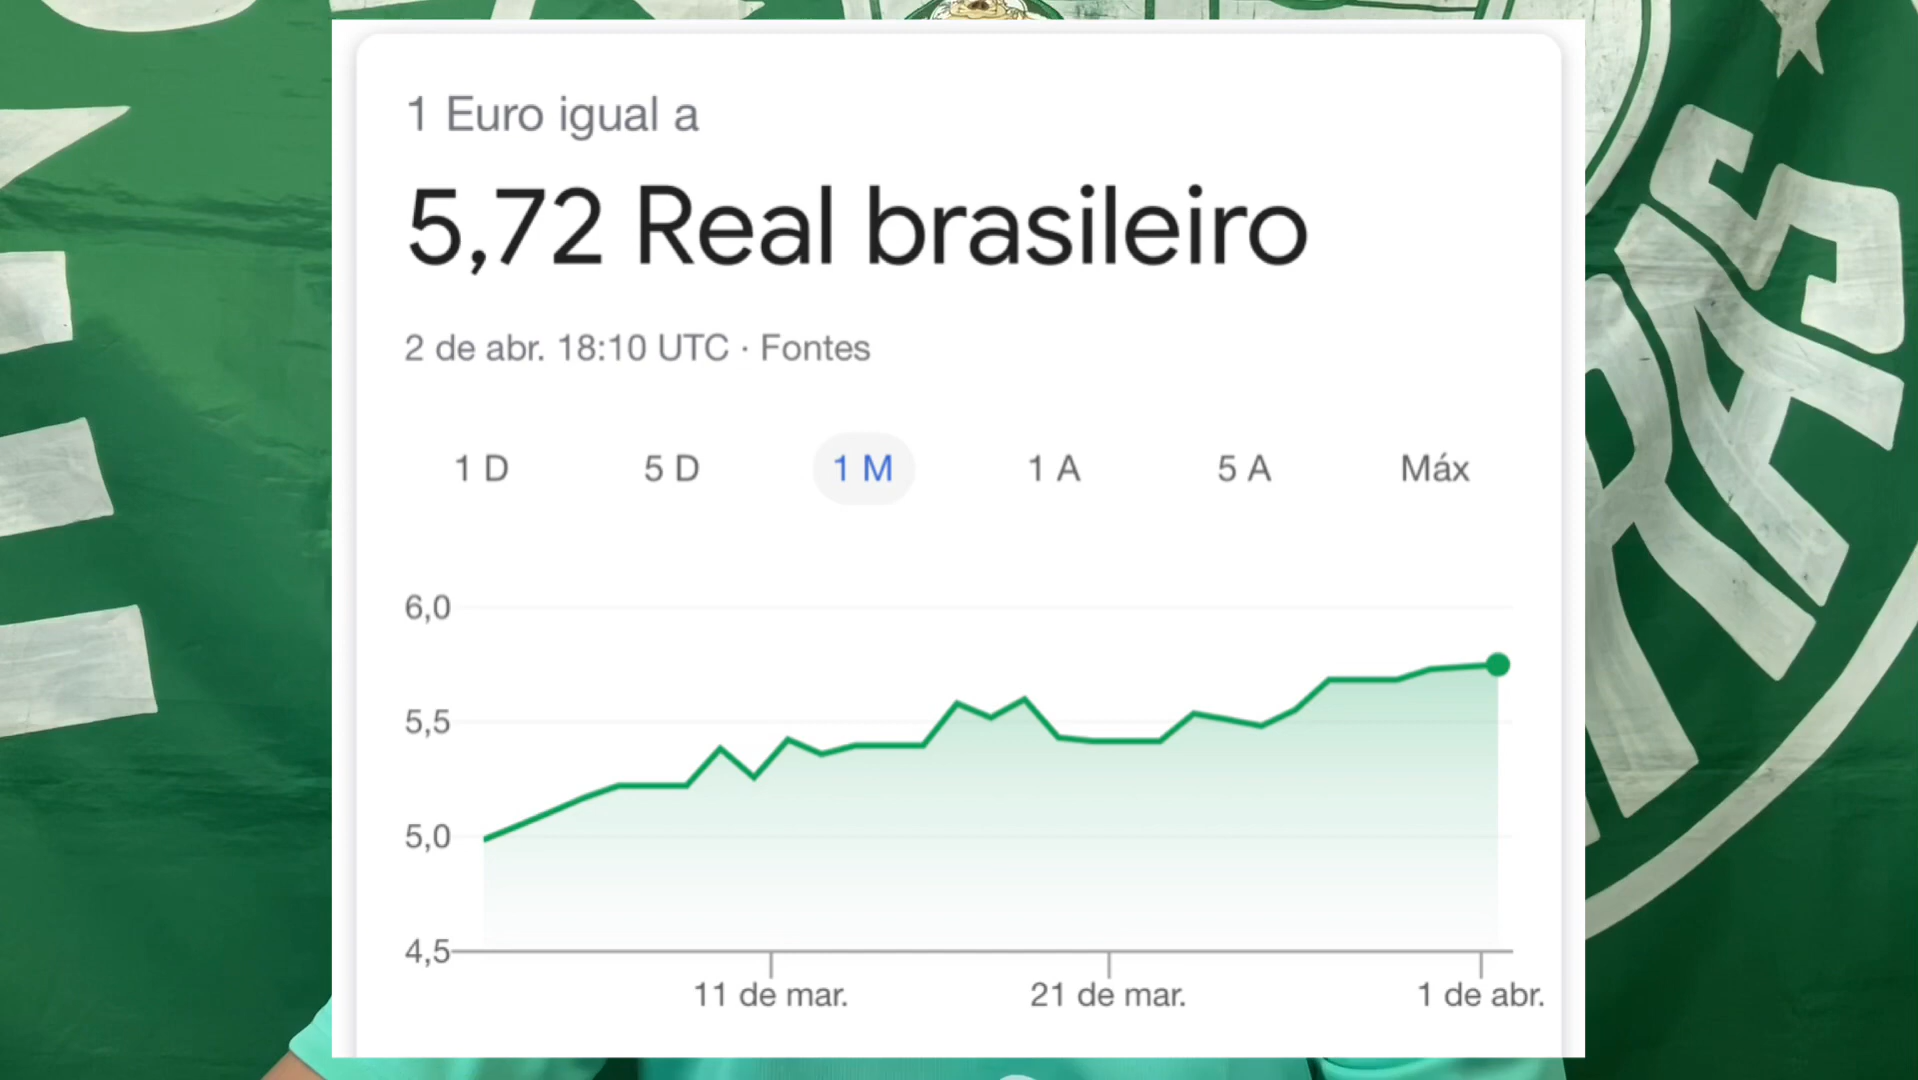 1 Euro igual a
5,72 Real brasileiro
2 de abr. 18:10 UTC · Fontes
1 D 5 D 1 M 1 A 5 A Máx
6,0
5,5
5,0
4,5
11 de mar. 21 de mar. 1 de abr.
RAS